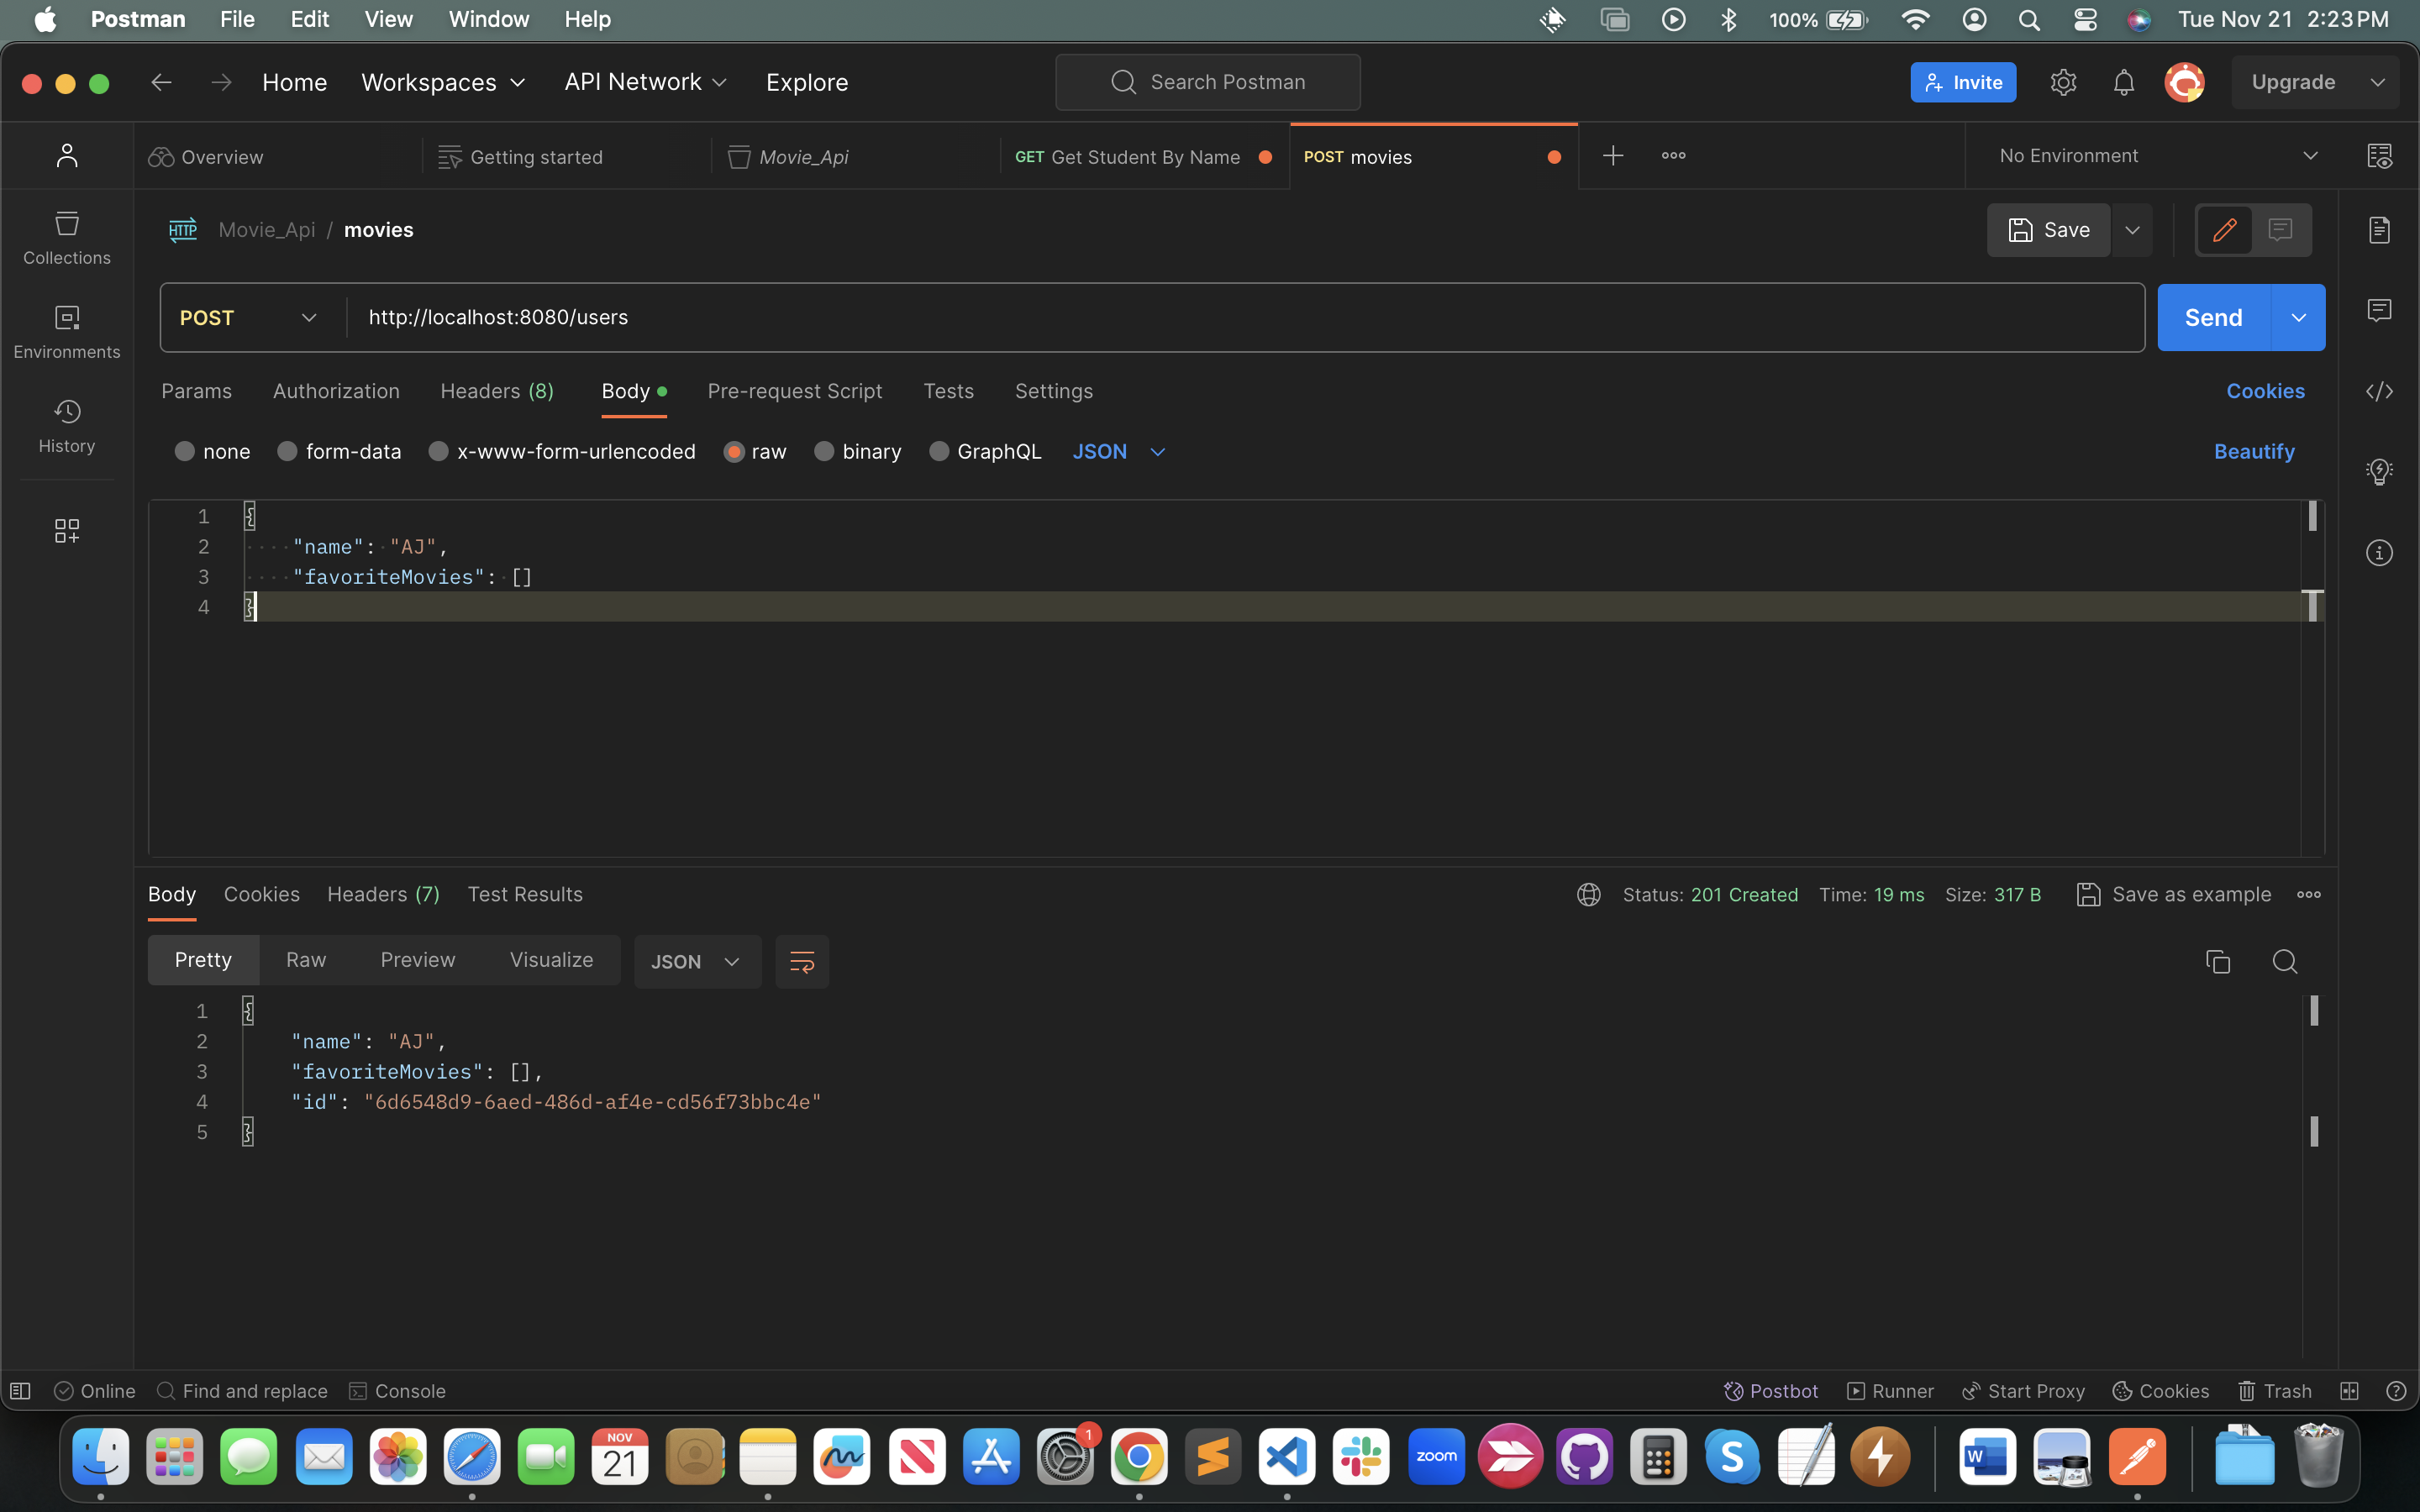 Postman File Edit View Window Help 100% Tue Nov 21 2:23 PM
Home Workspaces API Network Explore Search Postman Invite Upgrade
Overview Getting started Movie_Api GET Get Student By Name POST movies No Environment
HTTP Movie_Api / movies Save
Collections
POST http://localhost:8080/users Send
Environments
Params Authorization Headers (8) Body Pre-request Script Tests Settings Cookies
History
none form-data x-www-form-urlencoded raw binary GraphQL JSON Beautify
1 {
2 "name": "AJ",
3 "favoriteMovies": []
4 }
Body Cookies Headers (7) Test Results Status: 201 Created Time: 19 ms Size: 317 B Save as example
Pretty Raw Preview Visualize JSON
1 {
2 "name": "AJ",
3 "favoriteMovies": [],
4 "id": "6d6548d9-6aed-486d-af4e-cd56f73bbc4e"
5 }
Online Find and replace Console Postbot Runner Start Proxy Cookies Trash
NOV
21
1
zoom
S
W